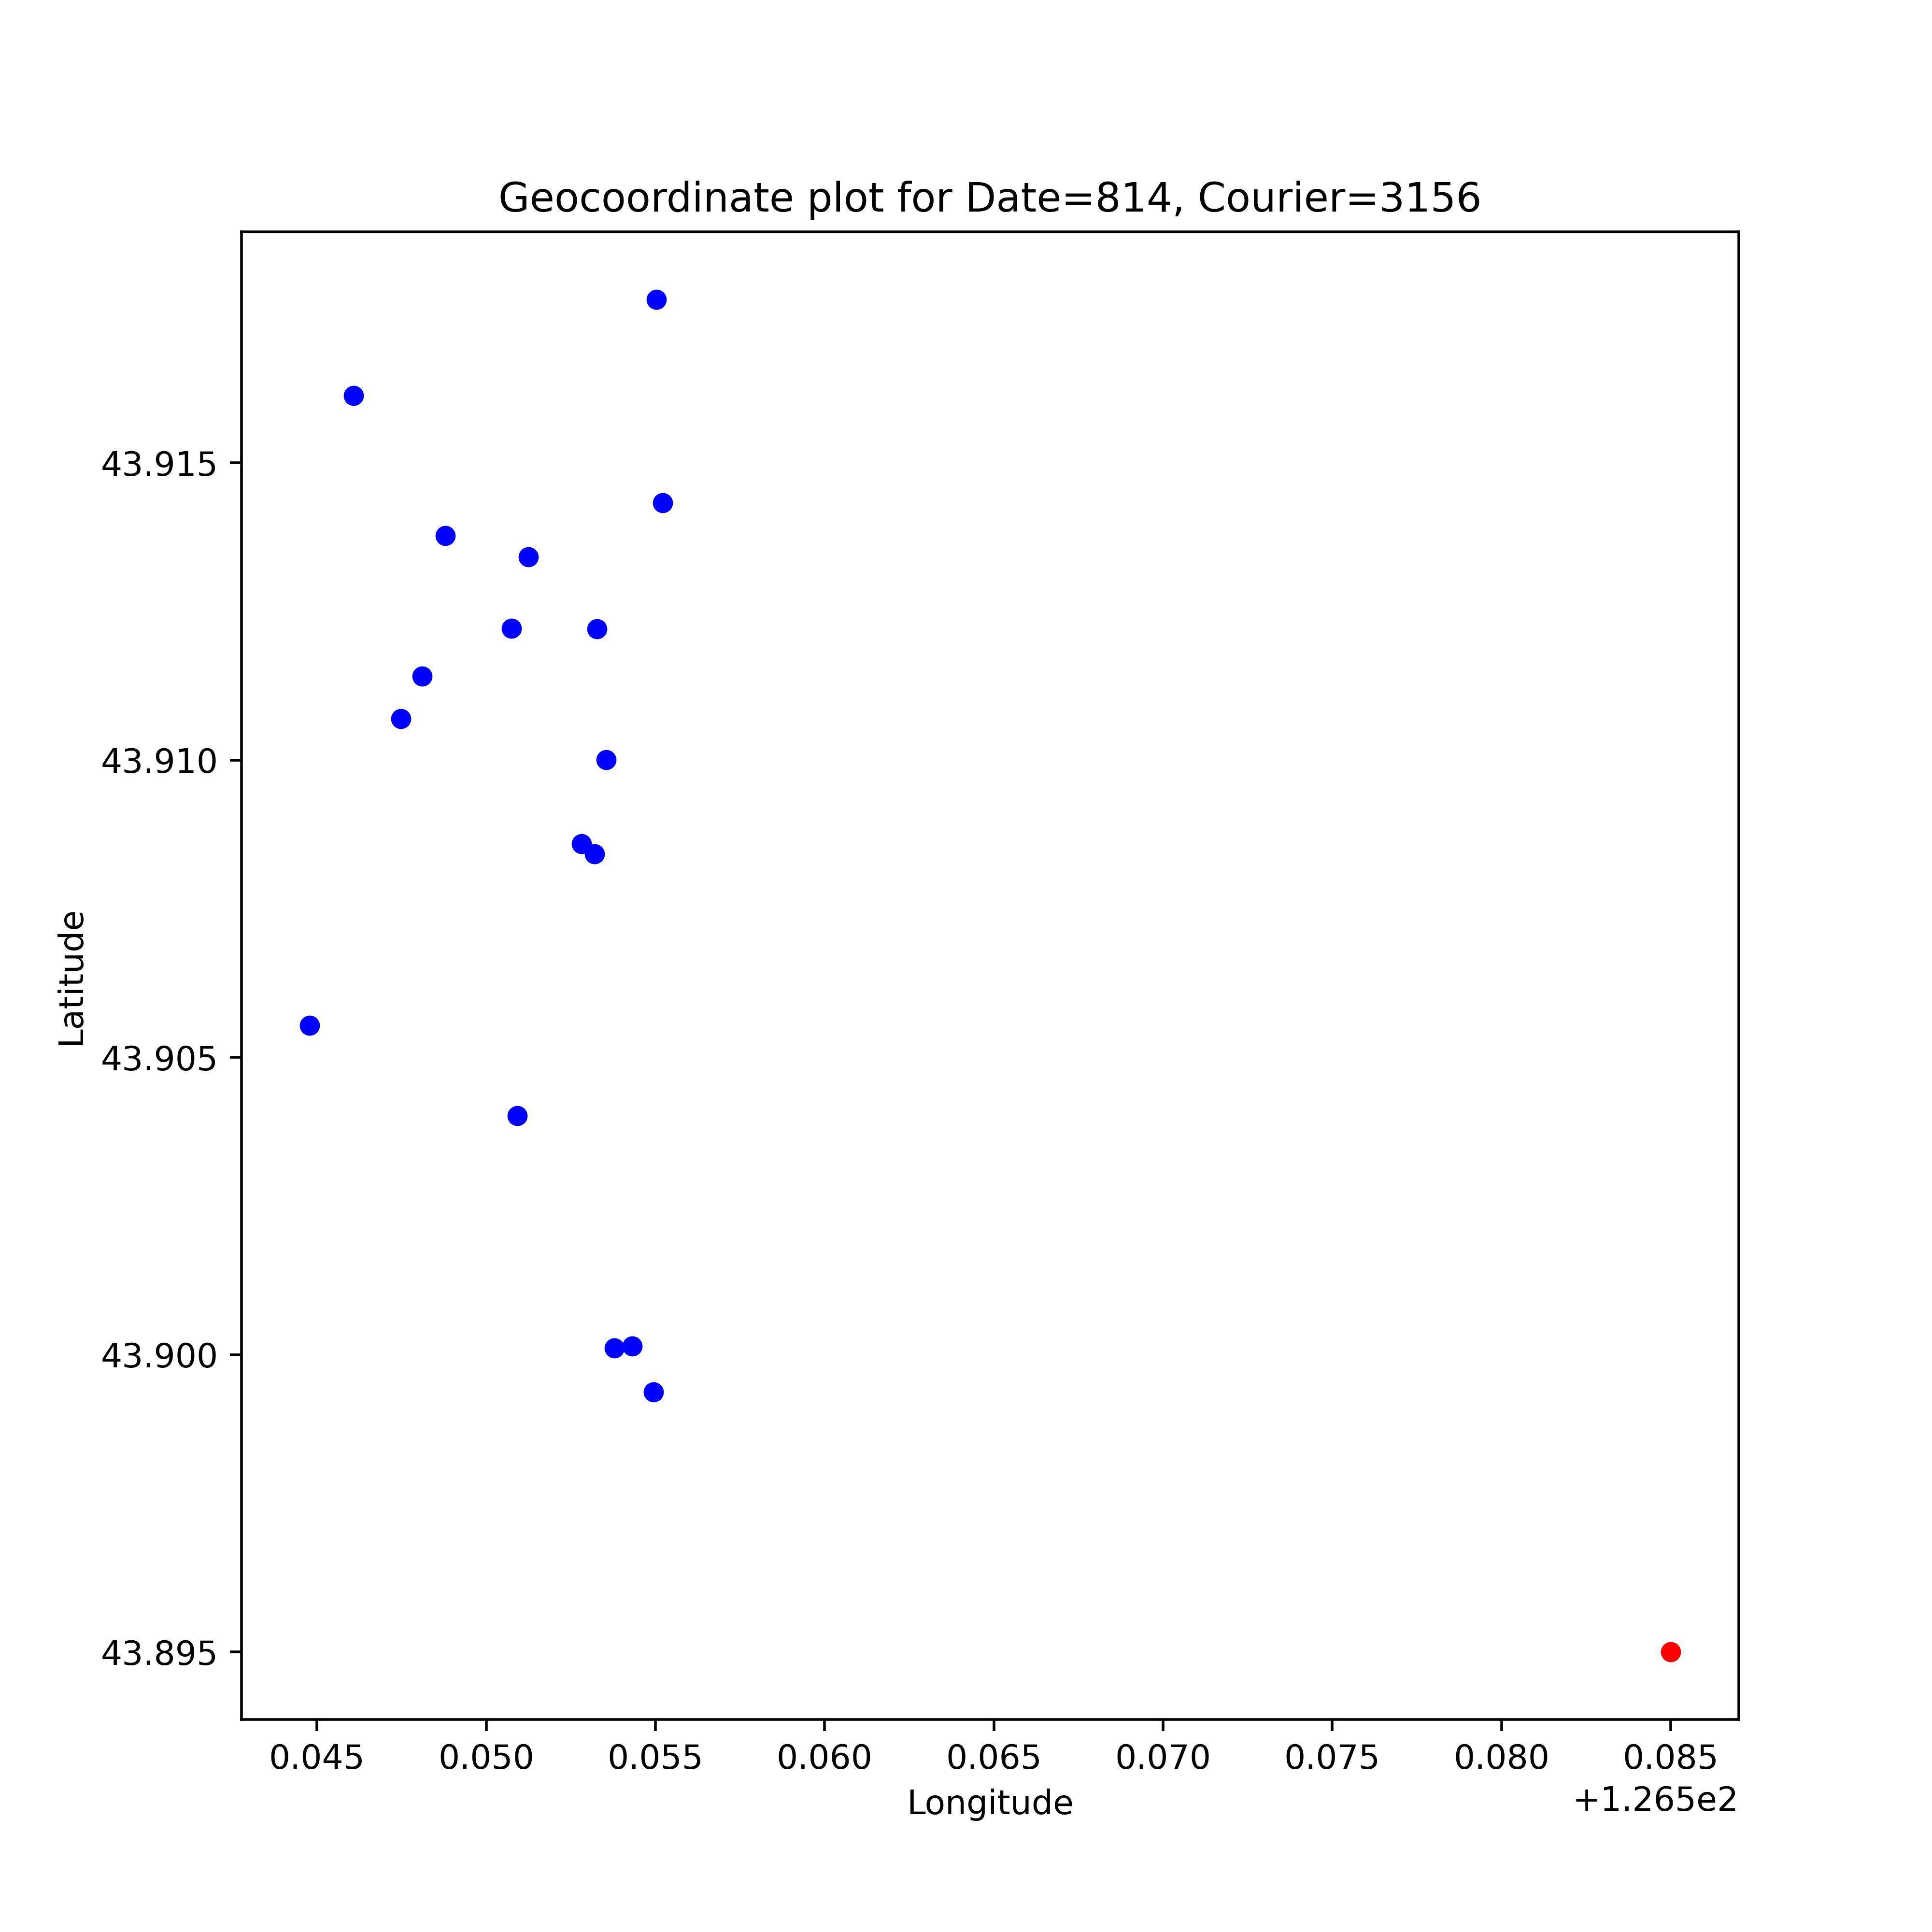 Geocoordinate plot for Date=814, Courier=3156
43.915
43.910
43.905
43.900
43.895
Latitude
0.045 0.050 0.055 0.060 0.065 0.070 0.075 0.080 0.085
+1.265e2
Longitude